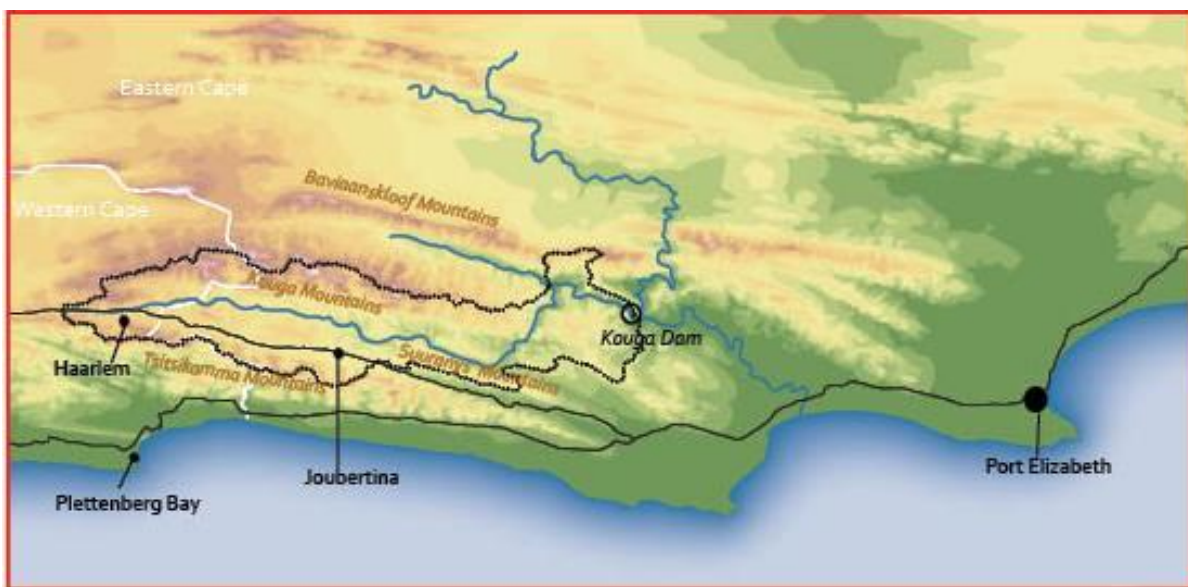 Eastern Cape
Baviaanskloof Mountains
Western Cape
Kouga Mountains
Kouga Dam
Haarlem
Tsitsikamma Mountains
Suuranys Mountains
Joubertina
Port Elizabeth
Plettenberg Bay